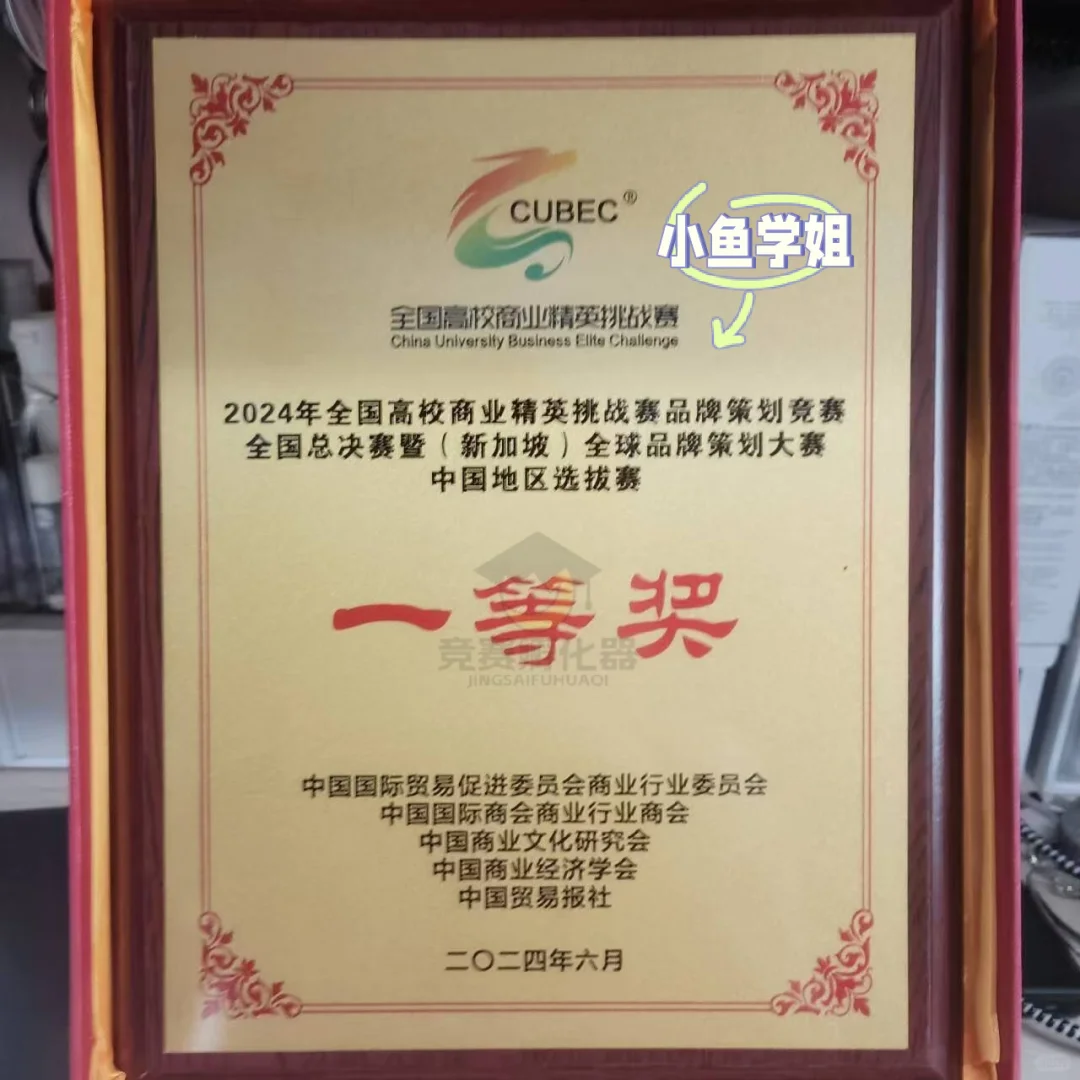 CUBEC®
小鱼学姐
全国高校商业精英挑战赛
China University Business Elite Challenge
2024年全国高校商业精英挑战赛品牌策划竞赛
全国总决赛暨（新加坡）全球品牌策划大赛
中国地区选拔赛
一等奖
竞赛孵化器
JINGSAIFUHUAQI
中国国际贸易促进委员会商业行业委员会
中国国际商会商业行业商会
中国商业文化研究会
中国商业经济学会
中国贸易报社
二〇二四年六月